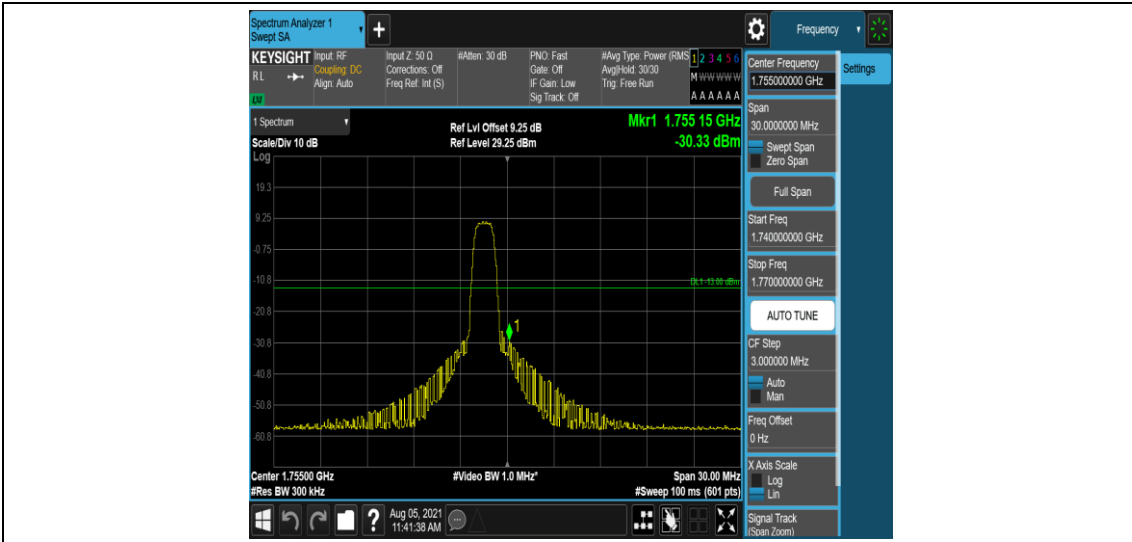 Spectrum Analyzer 1
Swept SA
+
Frequency
KEYSIGHT
RL
LXI
Input: RF
Coupling: DC
Align: Auto
Input Z: 50 Ω
Corrections: Off
Freq Ref: Int (S)
#Atten: 30 dB
PNO: Fast
Gate: Off
IF Gain: Low
Sig Track: Off
#Avg Type: Power (RMS
Avg|Hold: 30/30
Trig: Free Run
1 2 3 4 5 6
M W W W W W
A A A A A A
1 Spectrum
Scale/Div 10 dB
Log
Ref Lvl Offset 9.25 dB
Ref Level 29.25 dBm
Mkr1 1.755 15 GHz
-30.33 dBm
19.3
9.25
-0.75
-10.8
-20.8
-30.8
-40.8
-50.8
-60.8
DL1 -13.00 dBm
1
Center 1.75500 GHz
#Res BW 300 kHz
#Video BW 1.0 MHz*
Span 30.00 MHz
#Sweep 100 ms (601 pts)
Center Frequency
1.755000000 GHz
Span
30.0000000 MHz
Swept Span
Zero Span
Full Span
Start Freq
1.740000000 GHz
Stop Freq
1.770000000 GHz
AUTO TUNE
CF Step
3.000000 MHz
Auto
Man
Freq Offset
0 Hz
X Axis Scale
Log
Lin
Signal Track
(Span Zoom)
Settings
?
Aug 05, 2021
11:41:38 AM